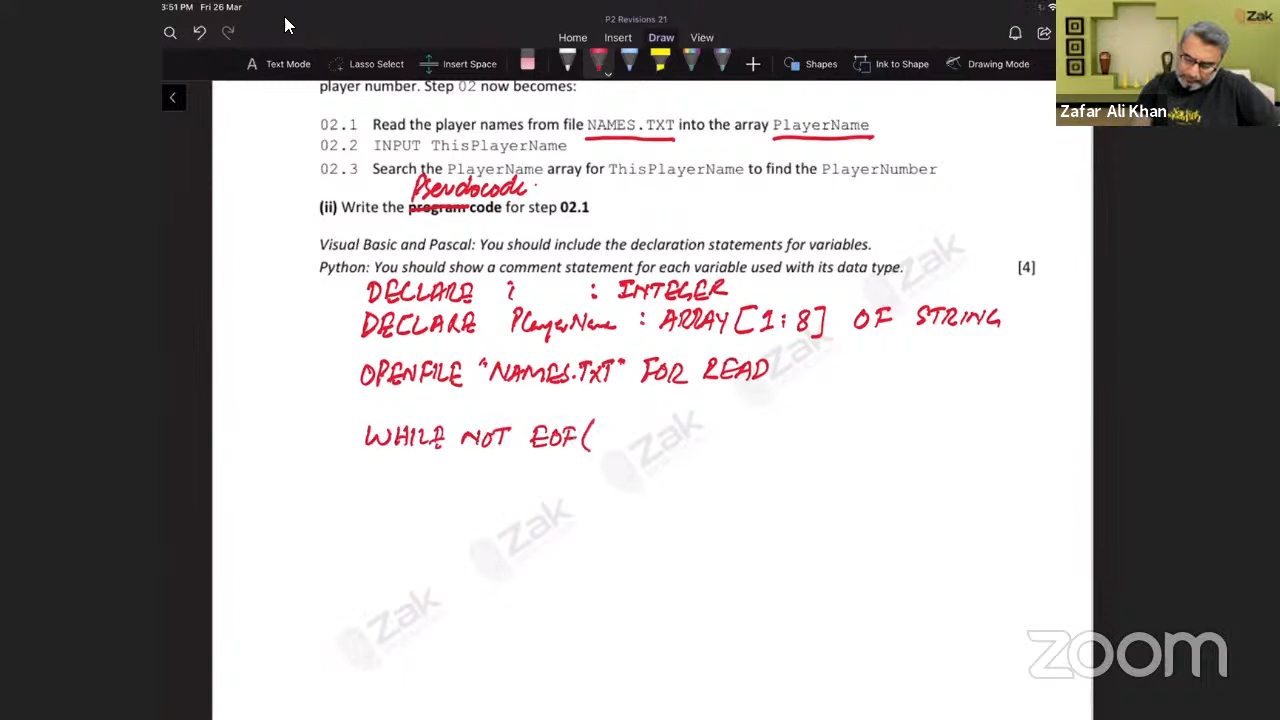 3:51 PM Fri 26 Mar
P2 Revisions 21
Home Insert Draw View
Text Mode Lasso Select Insert Space Shapes Ink to Shape Drawing Mode
Zak
Zafar Ali Khan
player number. Step 02 now becomes:
02.1 Read the player names from file NAMES.TXT into the array PlayerName
02.2 INPUT ThisPlayerName
02.3 Search the PlayerName array for ThisPlayerName to find the PlayerNumber
Pseudocode
(ii) Write the program code for step 02.1
Visual Basic and Pascal: You should include the declaration statements for variables.
Python: You should show a comment statement for each variable used with its data type. [4]
DECLARE i : INTEGER
DECLARE PlayerName : ARRAY[1:8] OF STRING
OPENFILE "NAMES.TXT" FOR READ
WHILE NOT EOF(
Zak
Zak
Zak
Zak
Zak
zoom